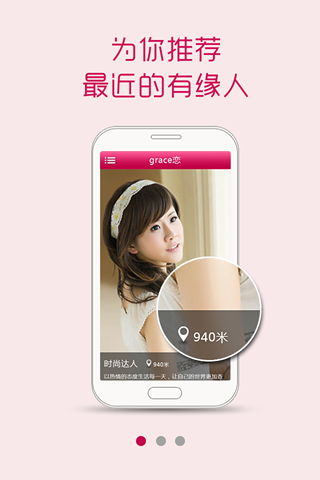 为你推荐
最近的有缘人
grace恋
940米
时尚达人 940米
以热情的态度生活每一天，让自己的世界更加香